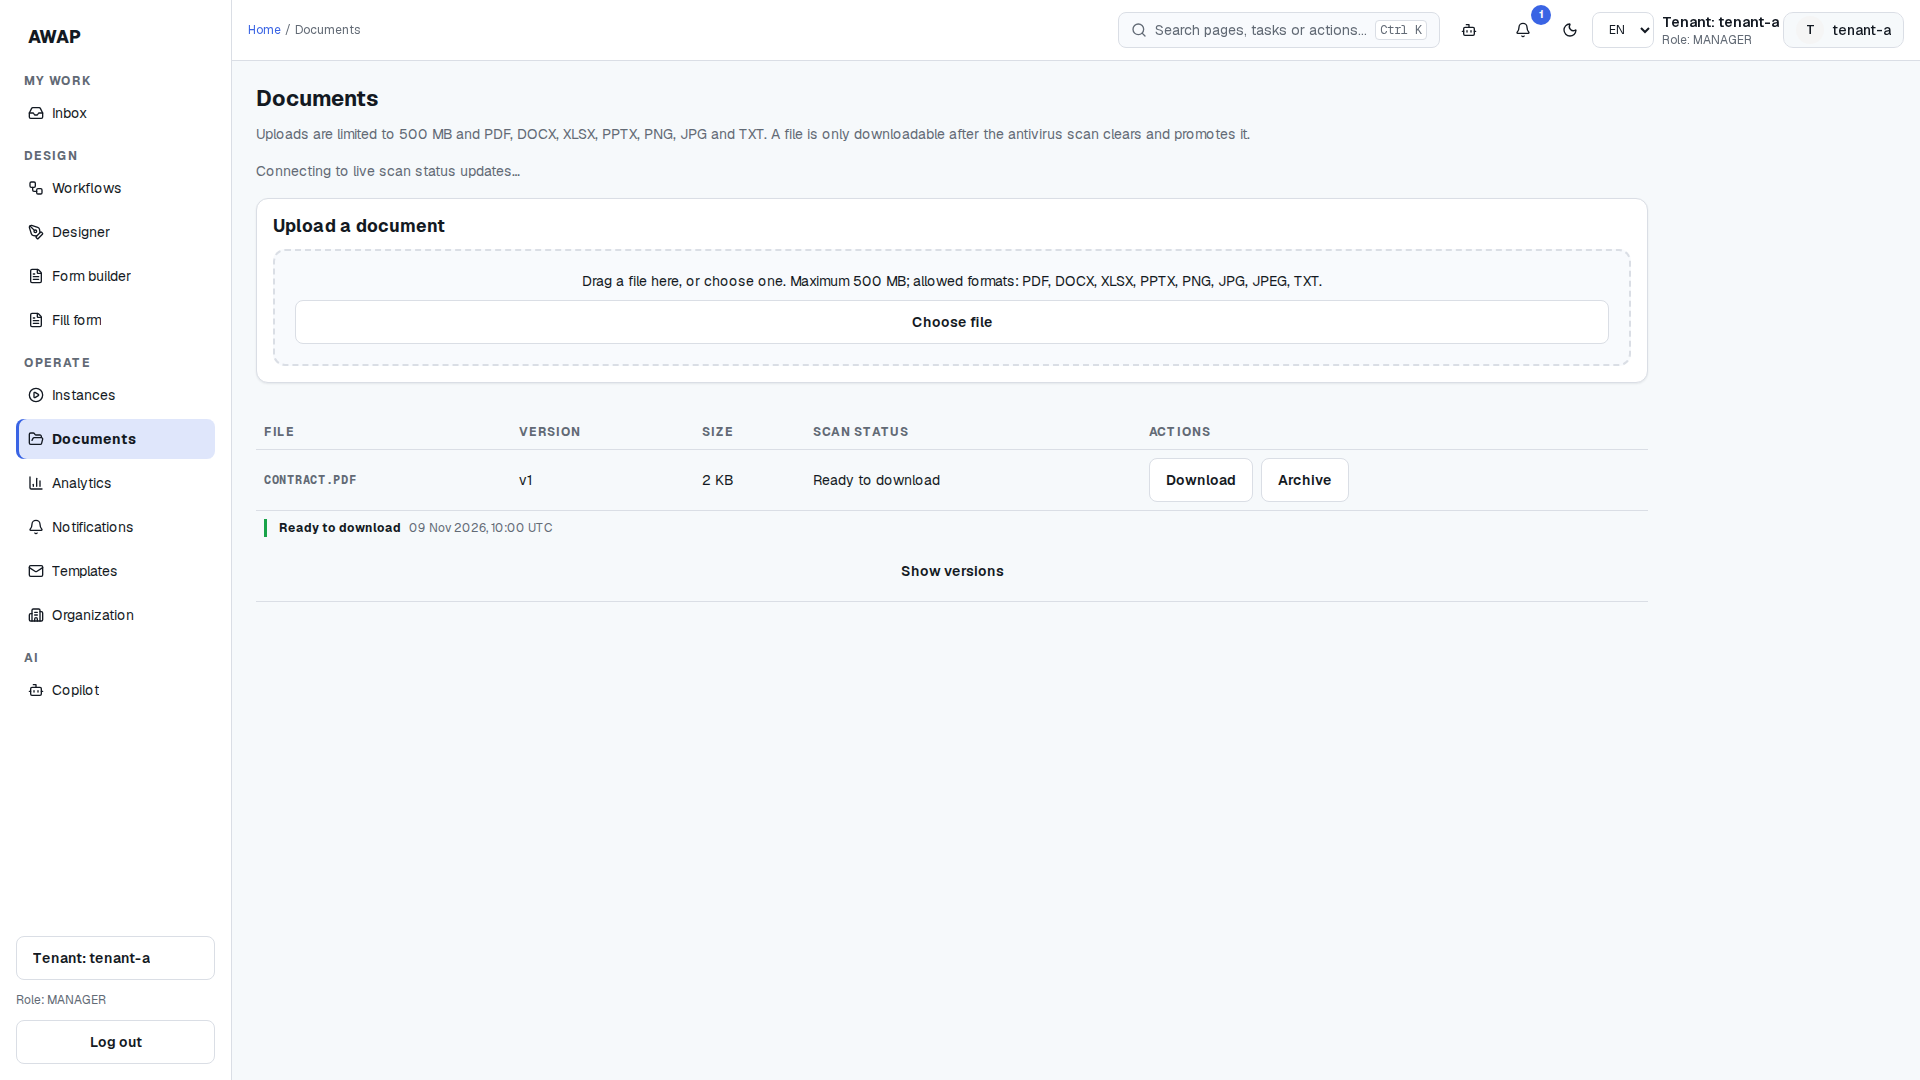 AWAP
MY WORK
Inbox
DESIGN
Workflows
Designer
Form builder
Fill form
OPERATE
Instances
Documents
Analytics
Notifications
Templates
Organization
AI
Copilot
Tenant: tenant-a
Role: MANAGER
Log out
Home / Documents
Search pages, tasks or actions... Ctrl K
1
EN
Tenant: tenant-a
Role: MANAGER
T tenant-a
Documents
Uploads are limited to 500 MB and PDF, DOCX, XLSX, PPTX, PNG, JPG and TXT. A file is only downloadable after the antivirus scan clears and promotes it.
Connecting to live scan status updates…
Upload a document
Drag a file here, or choose one. Maximum 500 MB; allowed formats: PDF, DOCX, XLSX, PPTX, PNG, JPG, JPEG, TXT.
Choose file
FILE VERSION SIZE SCAN STATUS ACTIONS
CONTRACT.PDF v1 2 KB Ready to download Download Archive
Ready to download 09 Nov 2026, 10:00 UTC
Show versions